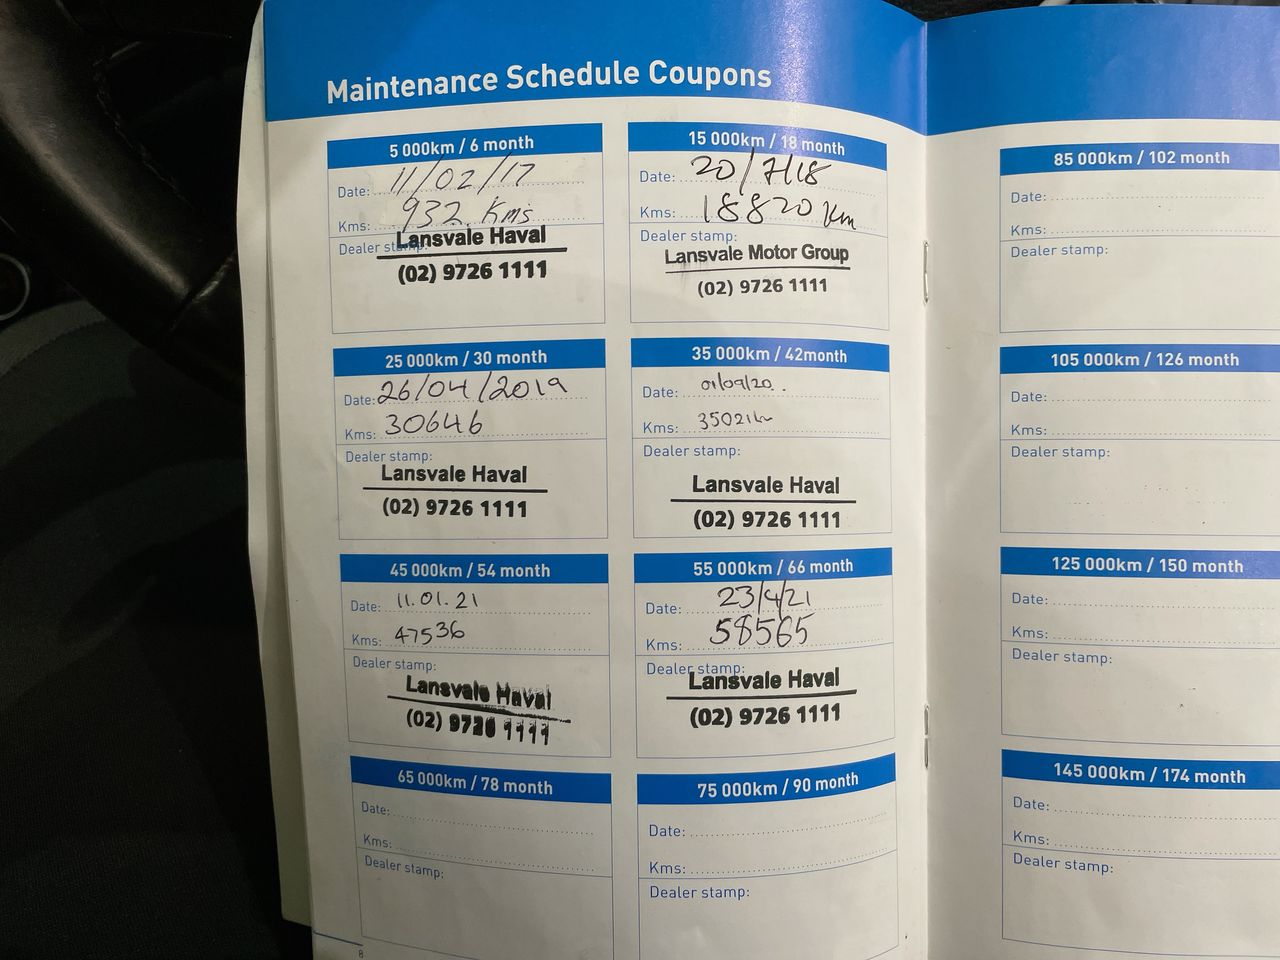 Maintenance Schedule Coupons
5 000km / 6 month
Date: 11/02/17
Kms: 932 Kms
Dealer stamp:
Lansvale Haval
(02) 9726 1111
15 000km / 18 month
Date: 20/7/18
Kms: 18820 Km
Dealer stamp:
Lansvale Motor Group
(02) 9726 1111
25 000km / 30 month
Date: 26/04/2019
Kms: 30646
Dealer stamp:
Lansvale Haval
(02) 9726 1111
35 000km / 42month
Date: 01/09/20
Kms: 35021km
Dealer stamp:
Lansvale Haval
(02) 9726 1111
45 000km / 54 month
Date: 11.01.21
Kms: 47536
Dealer stamp:
Lansvale Haval
(02) 9726 1111
55 000km / 66 month
Date: 23/4/21
Kms: 58565
Dealer stamp:
Lansvale Haval
(02) 9726 1111
65 000km / 78 month
Date:
Kms:
Dealer stamp:
75 000km / 90 month
Date:
Kms:
Dealer stamp:
8
85 000km / 102 month
Date:
Kms:
Dealer stamp:
105 000km / 126 month
Date:
Kms:
Dealer stamp:
125 000km / 150 month
Date:
Kms:
Dealer stamp:
145 000km / 174 month
Date:
Kms:
Dealer stamp: